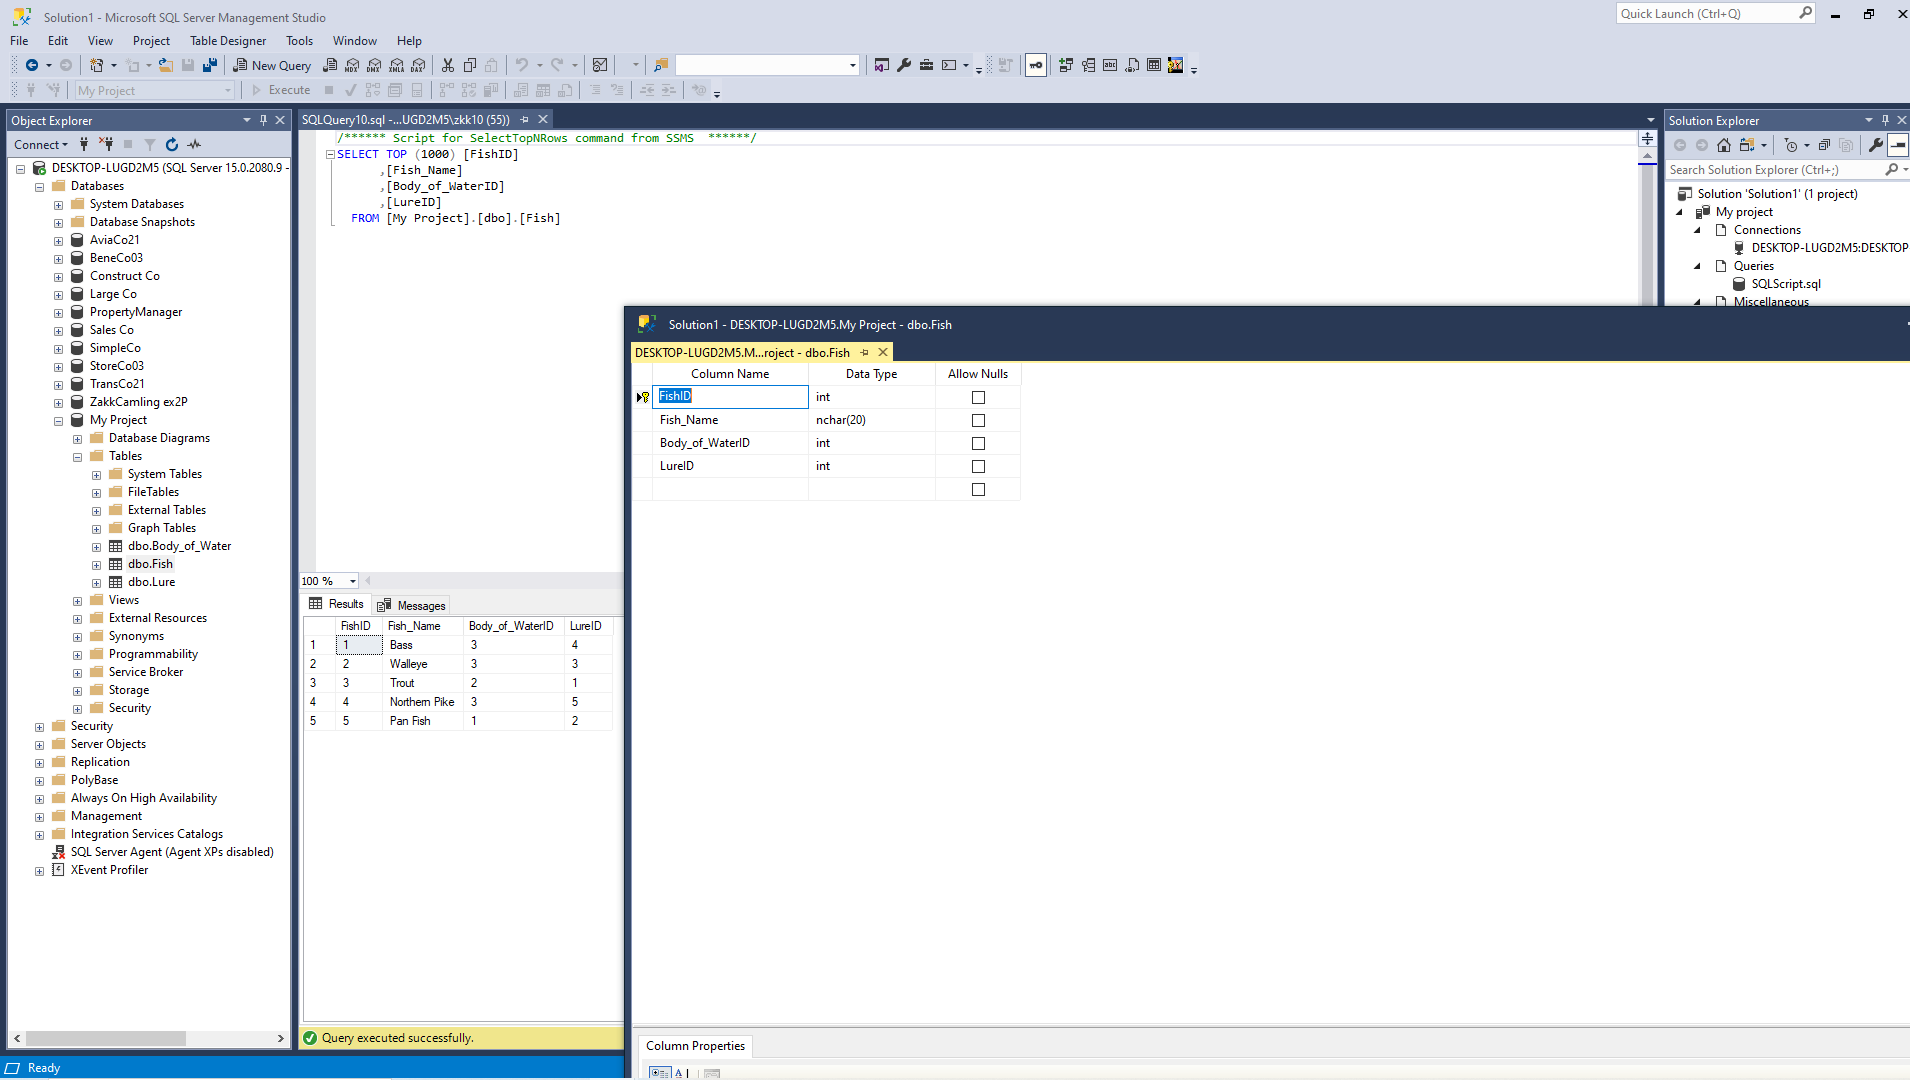 Solution1 - Microsoft SQL Server Management Studio
Quick Launch (Ctrl+Q)
File Edit View Project Table Designer Tools Window Help
New Query MDX DMX XMLA DAX
My Project Execute
Object Explorer
Connect
DESKTOP-LUGD2M5 (SQL Server 15.0.2080.9 -
Databases
System Databases
Database Snapshots
AviaCo21
BeneCo03
Construct Co
Large Co
PropertyManager
Sales Co
SimpleCo
StoreCo03
TransCo21
ZakkCamling ex2P
My Project
Database Diagrams
Tables
System Tables
FileTables
External Tables
Graph Tables
dbo.Body_of_Water
dbo.Fish
dbo.Lure
Views
External Resources
Synonyms
Programmability
Service Broker
Storage
Security
Security
Server Objects
Replication
PolyBase
Always On High Availability
Management
Integration Services Catalogs
SQL Server Agent (Agent XPs disabled)
XEvent Profiler
SQLQuery10.sql -...UGD2M5\zkk10 (55))
/****** Script for SelectTopNRows command from SSMS ******/
SELECT TOP (1000) [FishID]
,[Fish_Name]
,[Body_of_WaterID]
,[LureID]
FROM [My Project].[dbo].[Fish]
100 %
Results Messages
FishID Fish_Name Body_of_WaterID LureID
1 1 Bass 3 4
2 2 Walleye 3 3
3 3 Trout 2 1
4 4 Northern Pike 3 5
5 5 Pan Fish 1 2
Query executed successfully.
Solution1 - DESKTOP-LUGD2M5.My Project - dbo.Fish
DESKTOP-LUGD2M5.M...roject - dbo.Fish
Column Name Data Type Allow Nulls
FishID int
Fish_Name nchar(20)
Body_of_WaterID int
LureID int
Column Properties
Solution Explorer
Search Solution Explorer (Ctrl+;)
Solution 'Solution1' (1 project)
My project
Connections
DESKTOP-LUGD2M5:DESKTOP
Queries
SQLScript.sql
Miscellaneous
Ready